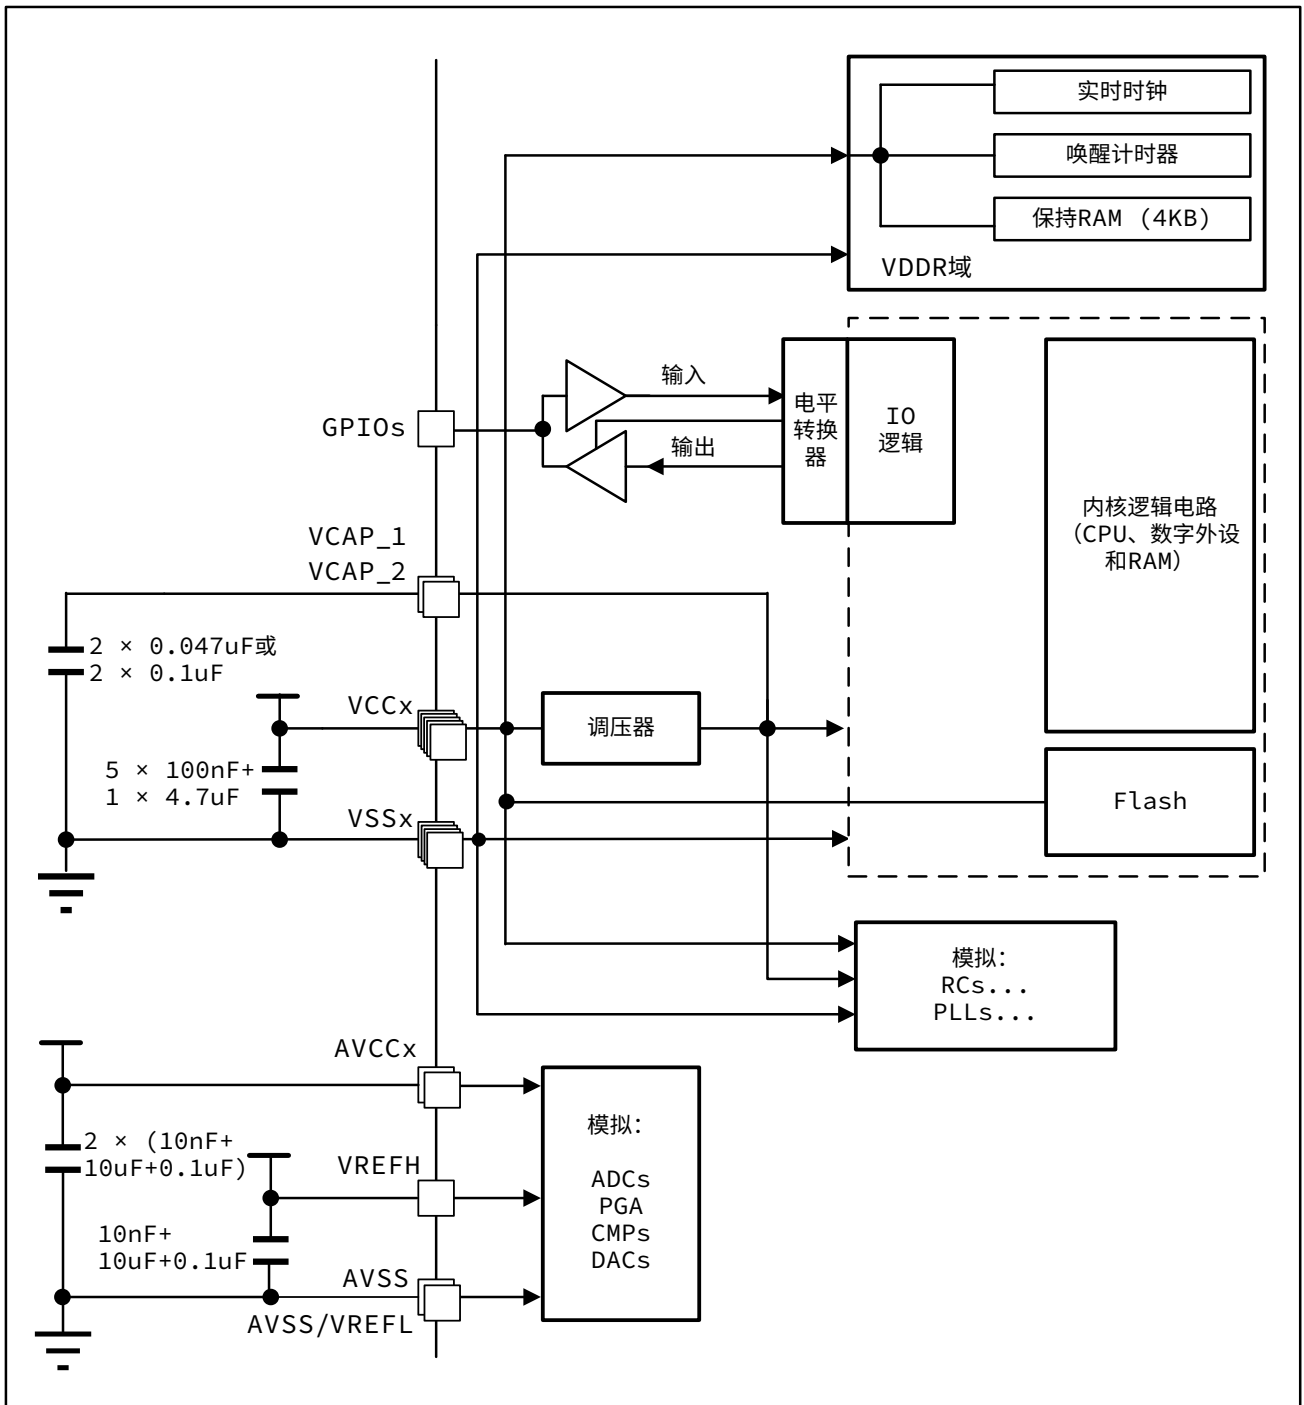 实时时钟
唤醒计时器
保持RAM (4KB)
VDDR域
输入
GPIOs
电平
转换
器
IO
逻辑
输出
内核逻辑电路
（CPU、数字外设
和RAM）
VCAP_1
VCAP_2
2 × 0.047uF或
2 × 0.1uF
VCCx
调压器
5 × 100nF+
1 × 4.7uF
Flash
VSSx
模拟：
RCs...
PLLs...
AVCCx
2 × (10nF+
10uF+0.1uF)
VREFH
模拟：
ADCs
PGA
CMPs
DACs
10nF+
10uF+0.1uF
AVSS
AVSS/VREFL